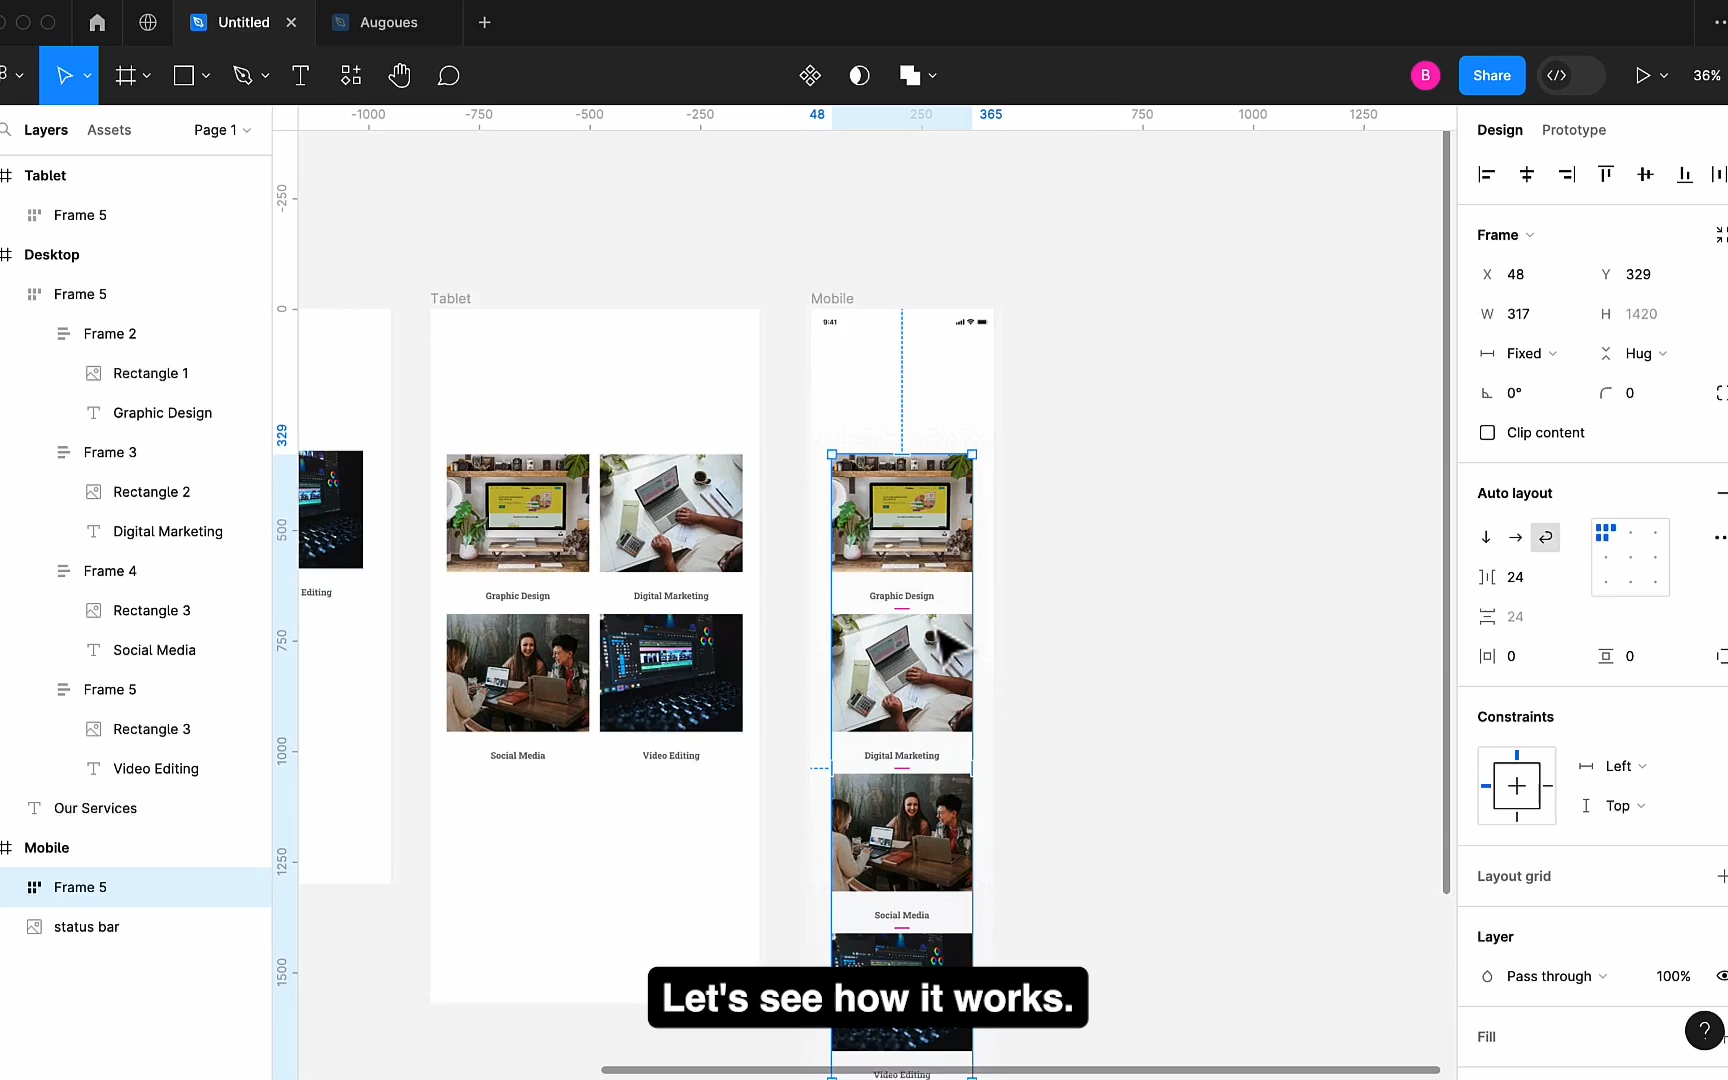 Untitled
Augoues
B
Share
36%
Layers
Assets
Page 1
Tablet
Frame 5
Desktop
Frame 5
Frame 2
Rectangle 1
Graphic Design
Frame 3
Rectangle 2
Digital Marketing
Frame 4
Rectangle 3
Social Media
Frame 5
Rectangle 3
Video Editing
Our Services
Mobile
Frame 5
status bar
-1000
-750
-500
-250
48
250
365
750
1000
1250
-250
0
329
500
750
1000
1250
1500
Editing
Tablet
Graphic Design
Digital Marketing
Social Media
Video Editing
Mobile
9:41
Graphic Design
Digital Marketing
Social Media
Video Editing
Let's see how it works.
Design
Prototype
Frame
X 48
Y 329
W 317
H 1420
Fixed
Hug
0°
0
Clip content
Auto layout
24
24
0
0
Constraints
Left
Top
Layout grid
Layer
Pass through
100%
Fill
?